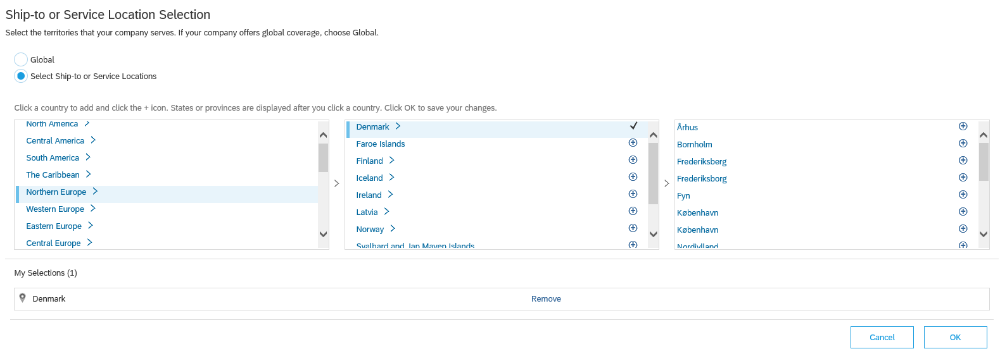 Ship-to or Service Location Selection
Select the territories that your company serves. If your company offers global coverage, choose Global.
Global
Select Ship-to or Service Locations
Click a country to add and click the + icon. States or provinces are displayed after you click a country. Click OK to save your changes.
North America
Central America
South America
The Caribbean
Northern Europe
Western Europe
Eastern Europe
Central Europe
Denmark
Faroe Islands
Finland
Iceland
Ireland
Latvia
Norway
Svalbard and Jan Mayen Islands
Århus
Bornholm
Frederiksberg
Frederiksborg
Fyn
København
København
Nordjylland
My Selections (1)
Denmark
Remove
Cancel
OK